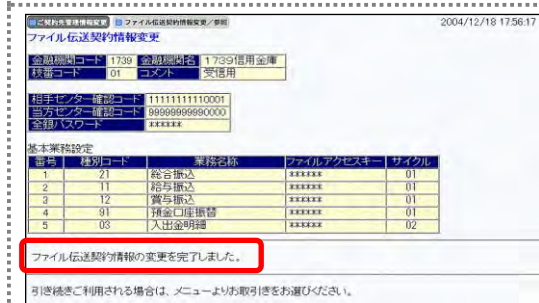 ご契約先管理情報変更 ファイル伝送契約情報変更/参照 2004/12/18 17:56:17
ファイル伝送契約情報変更
金融機関コード 1739 金融機関名 1739信用金庫
枝番コード 01 コメント 受信用
相手センター確認コード 11111111110001
当方センター確認コード 99999999990000
全銀パスワード ******
基本業務設定
番号 種別コード 業務名称 ファイルアクセスキー サイクル
1 21 総合振込 ****** 01
2 11 給与振込 ****** 01
3 12 賞与振込 ****** 01
4 91 預金口座振替 ****** 01
5 03 入出金明細 ****** 02
ファイル伝送契約情報の変更を完了しました。
引き続きご利用される場合は、メニューよりお取引きをお選びください。